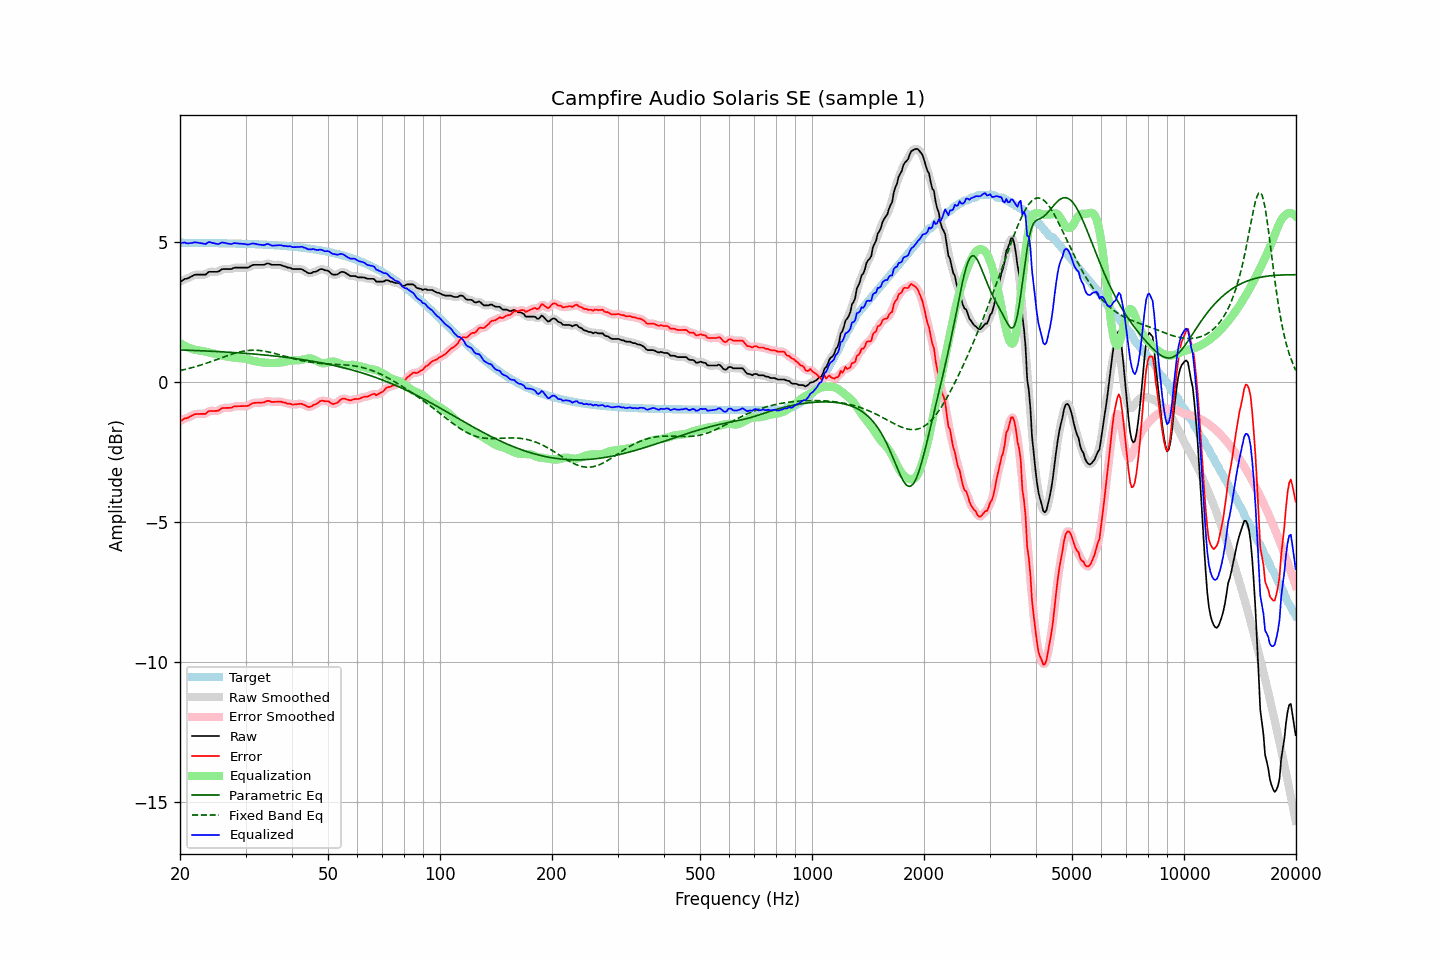 Campfire Audio Solaris SE (sample 1)
Amplitude (dBr)
5
0
−5
−10
−15
Target
Raw Smoothed
Error Smoothed
Raw
Error
Equalization
Parametric Eq
Fixed Band Eq
Equalized
20 50 100 200 500 1000 2000 5000 10000 20000
Frequency (Hz)